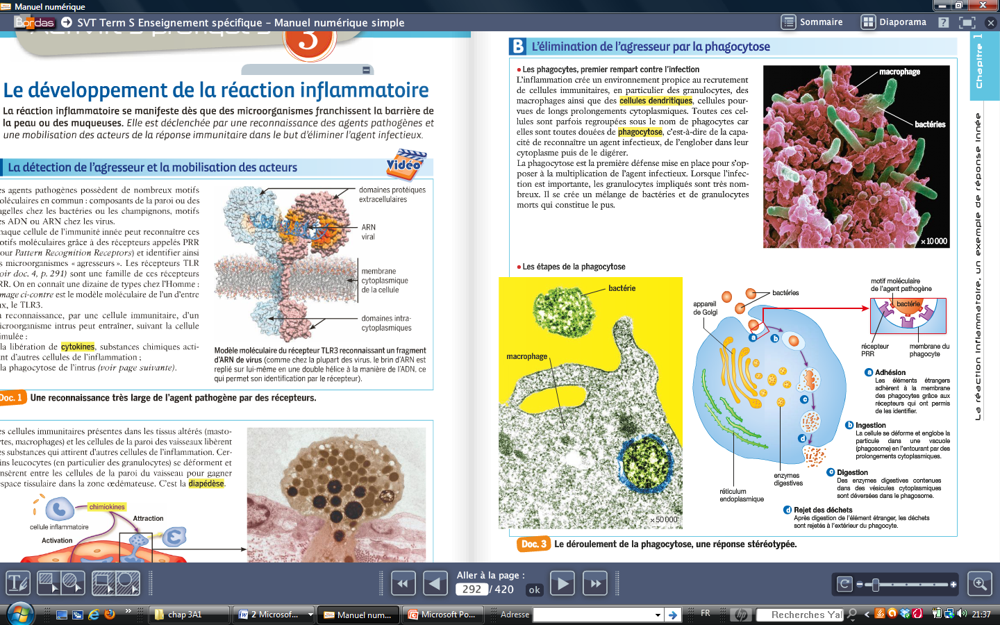 Manuel numérique
Bordas
SVT Term S Enseignement spécifique - Manuel numérique simple
Sommaire
Diaporama
?
3
Le développement de la réaction inflammatoire
La réaction inflammatoire se manifeste dès que des microorganismes franchissent la barrière de
la peau ou des muqueuses. Elle est déclenchée par une reconnaissance des agents pathogènes et
une mobilisation des acteurs de la réponse immunitaire dans le but d'éliminer l'agent infectieux.
La détection de l'agresseur et la mobilisation des acteurs
Vidéo
es agents pathogènes possèdent de nombreux motifs
oléculaires en commun : composants de la paroi ou des
agelles chez les bactéries ou les champignons, motifs
es ADN ou ARN chez les virus.
haque cellule de l'immunité innée peut reconnaître ces
otifs moléculaires grâce à des récepteurs appelés PRR
our Pattern Recognition Receptors) et identifier ainsi
s microorganismes « agresseurs ». Les récepteurs TLR
oir doc. 4, p. 291) sont une famille de ces récepteurs
RR. On en connaît une dizaine de types chez l'Homme :
image ci-contre est le modèle moléculaire de l'un d'entre
ux, le TLR3.
a reconnaissance, par une cellule immunitaire, d'un
icroorganisme intrus peut entraîner, suivant la cellule
imulée :
la libération de cytokines, substances chimiques acti-
ant d'autres cellules de l'inflammation ;
la phagocytose de l'intrus (voir page suivante).
domaines protéiques
extracellulaires
ARN
viral
membrane
cytoplasmique
de la cellule
domaines intra-
cytoplasmiques
Modèle moléculaire du récepteur TLR3 reconnaissant un fragment
d'ARN de virus (comme chez la plupart des virus, le brin d'ARN est
replié sur lui-même en une double hélice à la manière de l'ADN, ce
qui permet son identification par le récepteur).
Doc. 1 Une reconnaissance très large de l'agent pathogène par des récepteurs.
es cellules immunitaires présentes dans les tissus altérés (masto-
ytes, macrophages) et les cellules de la paroi des vaisseaux libèrent
es substances qui attirent d'autres cellules de l'inflammation. Cer-
ins leucocytes (en particulier des granulocytes) se déforment et
nsèrent entre les cellules de la paroi du vaisseau pour gagner
espace tissulaire dans la zone œdémateuse. C'est la diapédèse.
chimiokines
cellule inflammatoire
Attraction
Activation
B L'élimination de l'agresseur par la phagocytose
• Les phagocytes, premier rempart contre l'infection
L'inflammation crée un environnement propice au recrutement
de cellules immunitaires, en particulier des granulocytes, des
macrophages ainsi que des cellules dendritiques, cellules pour-
vues de longs prolongements cytoplasmiques. Toutes ces cel-
lules sont parfois regroupées sous le nom de phagocytes car
elles sont toutes douées de phagocytose, c'est-à-dire de la capa-
cité de reconnaître un agent infectieux, de l'englober dans leur
cytoplasme puis de le digérer.
La phagocytose est la première défense mise en place pour s'op-
poser à la multiplication de l'agent infectieux. Lorsque l'infec-
tion est importante, les granulocytes impliqués sont très nom-
breux. Il se crée un mélange de bactéries et de granulocytes
morts qui constitue le pus.
macrophage
bactéries
× 10 000
• Les étapes de la phagocytose
bactérie
macrophage
× 50 000
bactéries
appareil
de Golgi
a
b
c
d
enzymes
digestives
réticulum
endoplasmique
motif moléculaire
de l'agent pathogène
bactérie
récepteur
PRR
membrane du
phagocyte
a Adhésion
Les éléments étrangers
adhèrent à la membrane
des phagocytes grâce aux
récepteurs qui ont permis
de les identifier.
b Ingestion
La cellule se déforme et englobe la
particule dans une vacuole
(phagosome) en l'entourant par des
prolongements cytoplasmiques.
c Digestion
Des enzymes digestives contenues
dans des vésicules cytoplasmiques
sont déversées dans le phagosome.
d Rejet des déchets
Après digestion de l'élément étranger, les déchets
sont rejetés à l'extérieur du phagocyte.
Doc. 3 Le déroulement de la phagocytose, une réponse stéréotypée.
Chapitre 1
La réaction inflammatoire, un exemple de réponse innée
Aller à la page :
292 / 420 ok
chap 3A1
2 Microsof...
Manuel num...
Microsoft Po...
Adresse
FR
hp
Recherches Ya
21:37